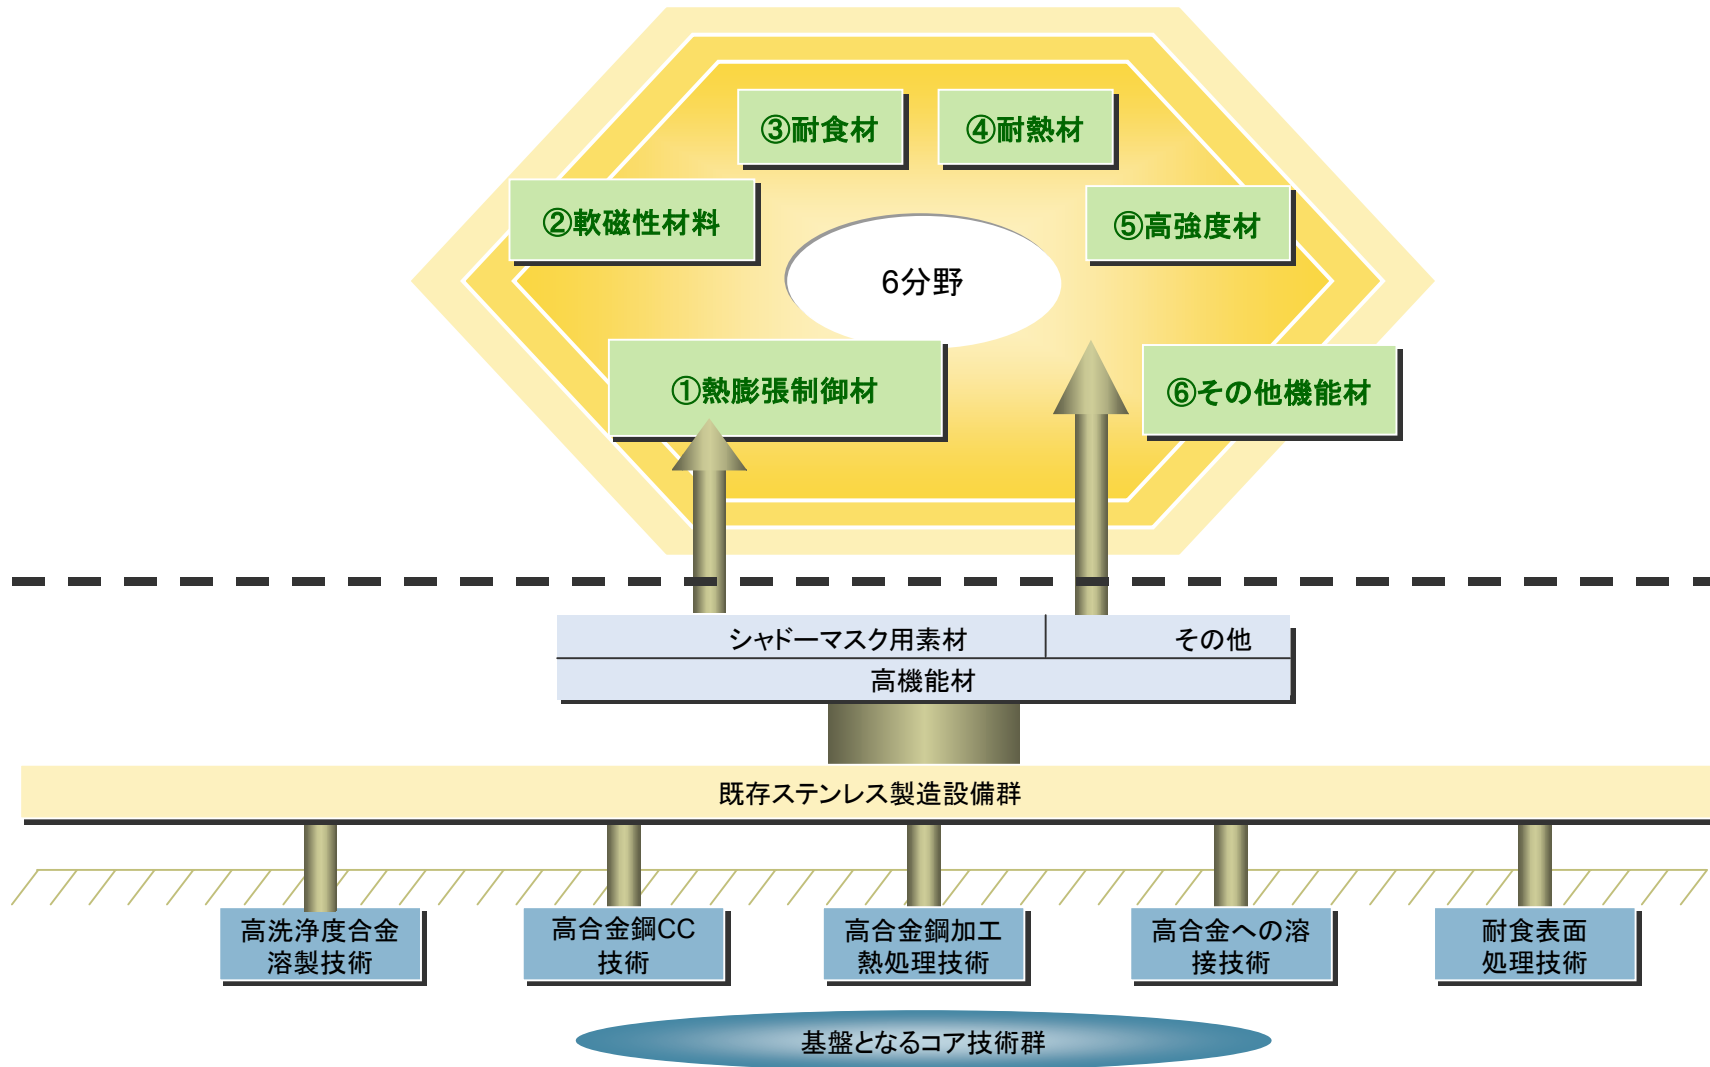 ③耐食材
④耐熱材
②軟磁性材料
⑤高強度材
6分野
①熱膨張制御材
⑥その他機能材
シャドーマスク用素材
その他
高機能材
既存ステンレス製造設備群
高洗浄度合金
溶製技術
高合金鋼CC
技術
高合金鋼加工
熱処理技術
高合金への溶
接技術
耐食表面
処理技術
基盤となるコア技術群